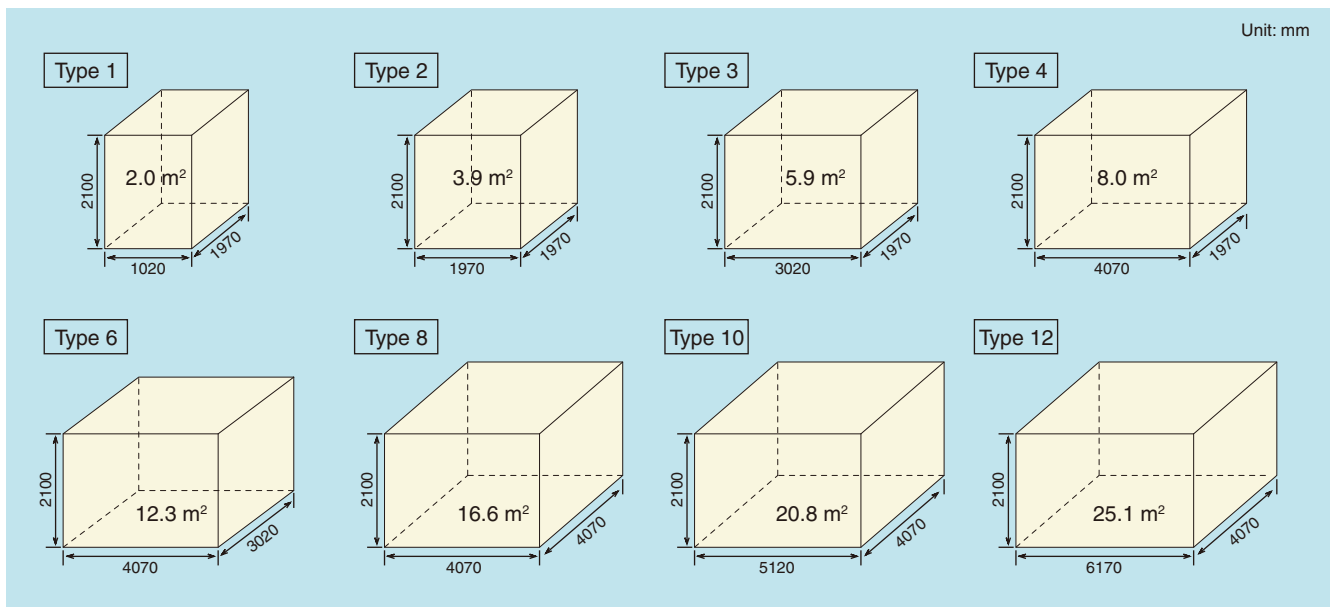 Unit: mm
Type 1
2100
2.0 m²
1020
1970
Type 2
2100
3.9 m²
1970
1970
Type 3
2100
5.9 m²
3020
1970
Type 4
2100
8.0 m²
4070
1970
Type 6
2100
12.3 m²
4070
3020
Type 8
2100
16.6 m²
4070
4070
Type 10
2100
20.8 m²
5120
4070
Type 12
2100
25.1 m²
6170
4070